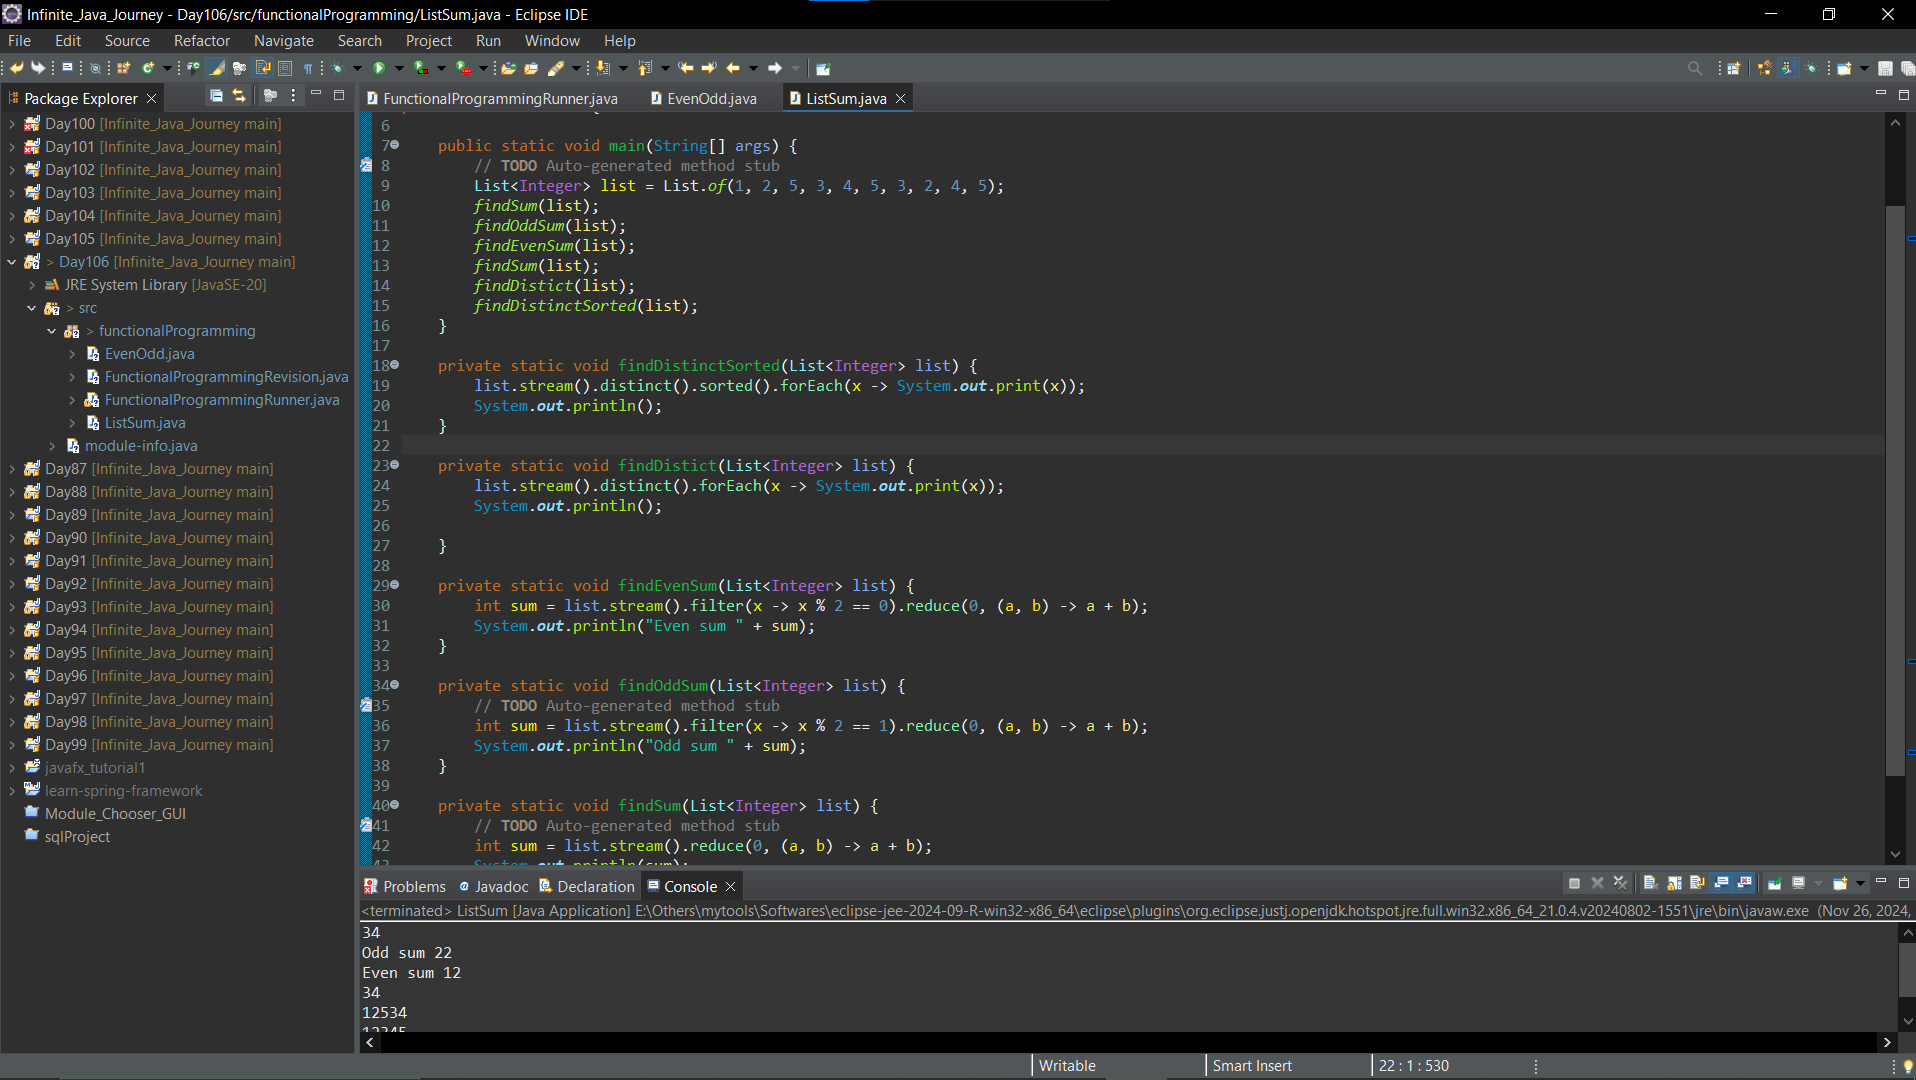 Infinite_Java_Journey - Day106/src/functionalProgramming/ListSum.java - Eclipse IDE
File Edit Source Refactor Navigate Search Project Run Window Help
Package Explorer
Day100 [Infinite_Java_Journey main]
Day101 [Infinite_Java_Journey main]
Day102 [Infinite_Java_Journey main]
Day103 [Infinite_Java_Journey main]
Day104 [Infinite_Java_Journey main]
Day105 [Infinite_Java_Journey main]
> Day106 [Infinite_Java_Journey main]
JRE System Library [JavaSE-20]
> src
> functionalProgramming
EvenOdd.java
FunctionalProgrammingRevision.java
FunctionalProgrammingRunner.java
ListSum.java
module-info.java
Day87 [Infinite_Java_Journey main]
Day88 [Infinite_Java_Journey main]
Day89 [Infinite_Java_Journey main]
Day90 [Infinite_Java_Journey main]
Day91 [Infinite_Java_Journey main]
Day92 [Infinite_Java_Journey main]
Day93 [Infinite_Java_Journey main]
Day94 [Infinite_Java_Journey main]
Day95 [Infinite_Java_Journey main]
Day96 [Infinite_Java_Journey main]
Day97 [Infinite_Java_Journey main]
Day98 [Infinite_Java_Journey main]
Day99 [Infinite_Java_Journey main]
javafx_tutorial1
learn-spring-framework
Module_Chooser_GUI
sqlProject
FunctionalProgrammingRunner.java EvenOdd.java ListSum.java
6
7 public static void main(String[] args) {
8 // TODO Auto-generated method stub
9 List<Integer> list = List.of(1, 2, 5, 3, 4, 5, 3, 2, 4, 5);
10 findSum(list);
11 findOddSum(list);
12 findEvenSum(list);
13 findSum(list);
14 findDistict(list);
15 findDistinctSorted(list);
16 }
17
18 private static void findDistinctSorted(List<Integer> list) {
19 list.stream().distinct().sorted().forEach(x -> System.out.print(x));
20 System.out.println();
21 }
22
23 private static void findDistict(List<Integer> list) {
24 list.stream().distinct().forEach(x -> System.out.print(x));
25 System.out.println();
26
27 }
28
29 private static void findEvenSum(List<Integer> list) {
30 int sum = list.stream().filter(x -> x % 2 == 0).reduce(0, (a, b) -> a + b);
31 System.out.println("Even sum " + sum);
32 }
33
34 private static void findOddSum(List<Integer> list) {
35 // TODO Auto-generated method stub
36 int sum = list.stream().filter(x -> x % 2 == 1).reduce(0, (a, b) -> a + b);
37 System.out.println("Odd sum " + sum);
38 }
39
40 private static void findSum(List<Integer> list) {
41 // TODO Auto-generated method stub
42 int sum = list.stream().reduce(0, (a, b) -> a + b);
43 System.out.println(sum);
Problems Javadoc Declaration Console
<terminated> ListSum [Java Application] E:\Others\mytools\Softwares\eclipse-jee-2024-09-R-win32-x86_64\eclipse\plugins\org.eclipse.justj.openjdk.hotspot.jre.full.win32.x86_64_21.0.4.v20240802-1551\jre\bin\javaw.exe (Nov 26, 2024,
34
Odd sum 22
Even sum 12
34
12534
12345
Writable Smart Insert 22 : 1 : 530